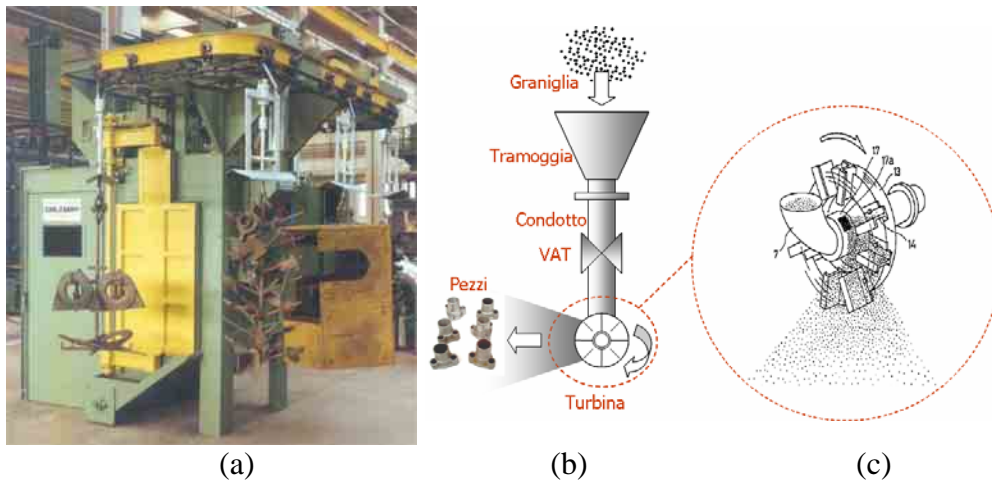 Graniglia
Tramoggia
Condotto
VAT
Pezzi
Turbina
17
17a
13
14
7
(a)
(b)
(c)